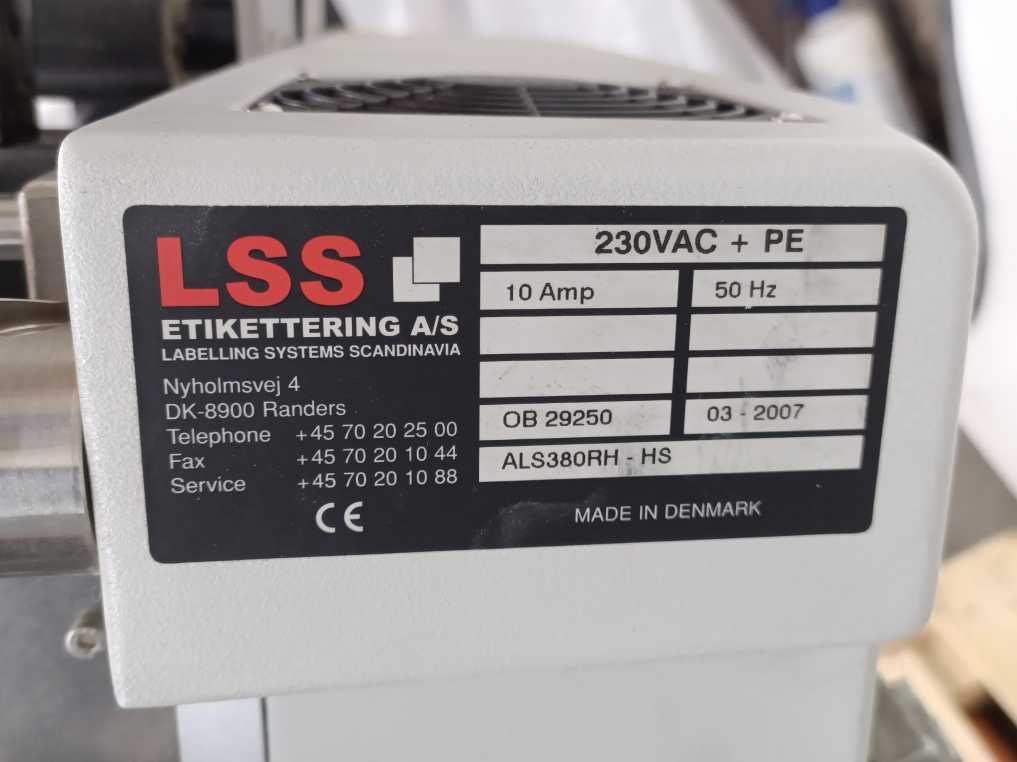 LSS
ETIKETTERING A/S
LABELLING SYSTEMS SCANDINAVIA
Nyholmsvej 4
DK-8900 Randers
Telephone +45 70 20 25 00
Fax +45 70 20 10 44
Service +45 70 20 10 88
CE
230VAC + PE
10 Amp 50 Hz
OB 29250 03 - 2007
ALS380RH - HS
MADE IN DENMARK